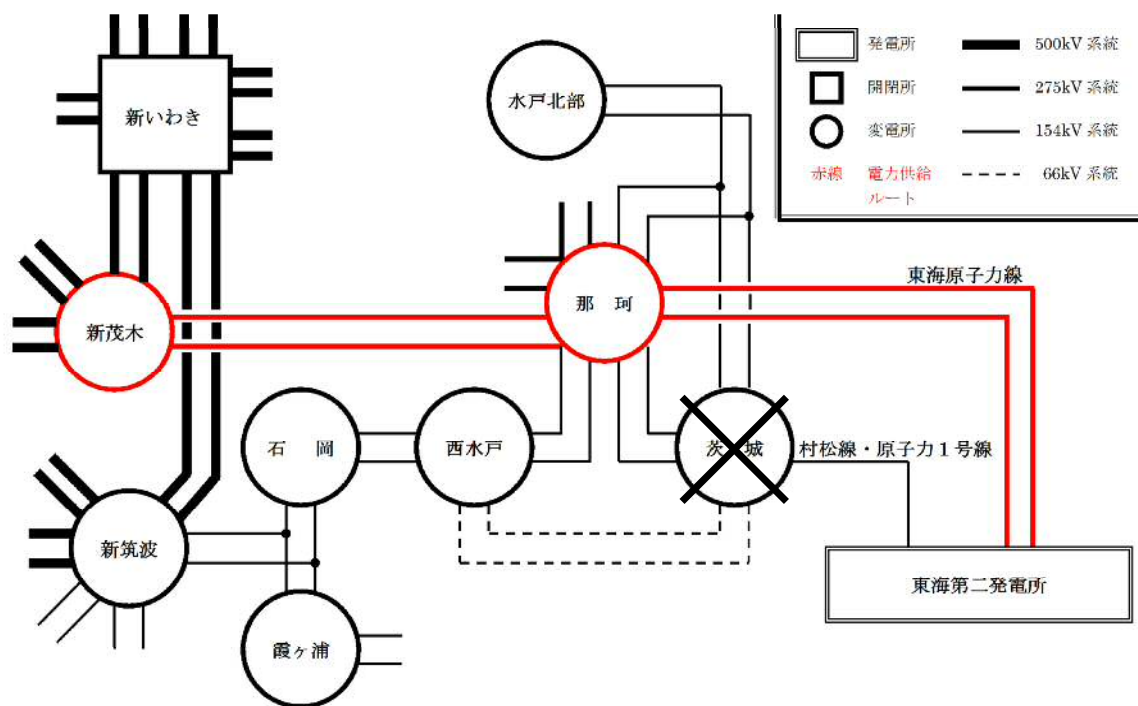 発電所
500kV 系統
開閉所
275kV 系統
変電所
154kV 系統
赤線 電力供給
ルート
66kV 系統
新いわき
水戸北部
東海原子力線
那 珂
新茂木
石 岡
西水戸
茨 城
村松線・原子力１号線
新筑波
東海第二発電所
霞ヶ浦